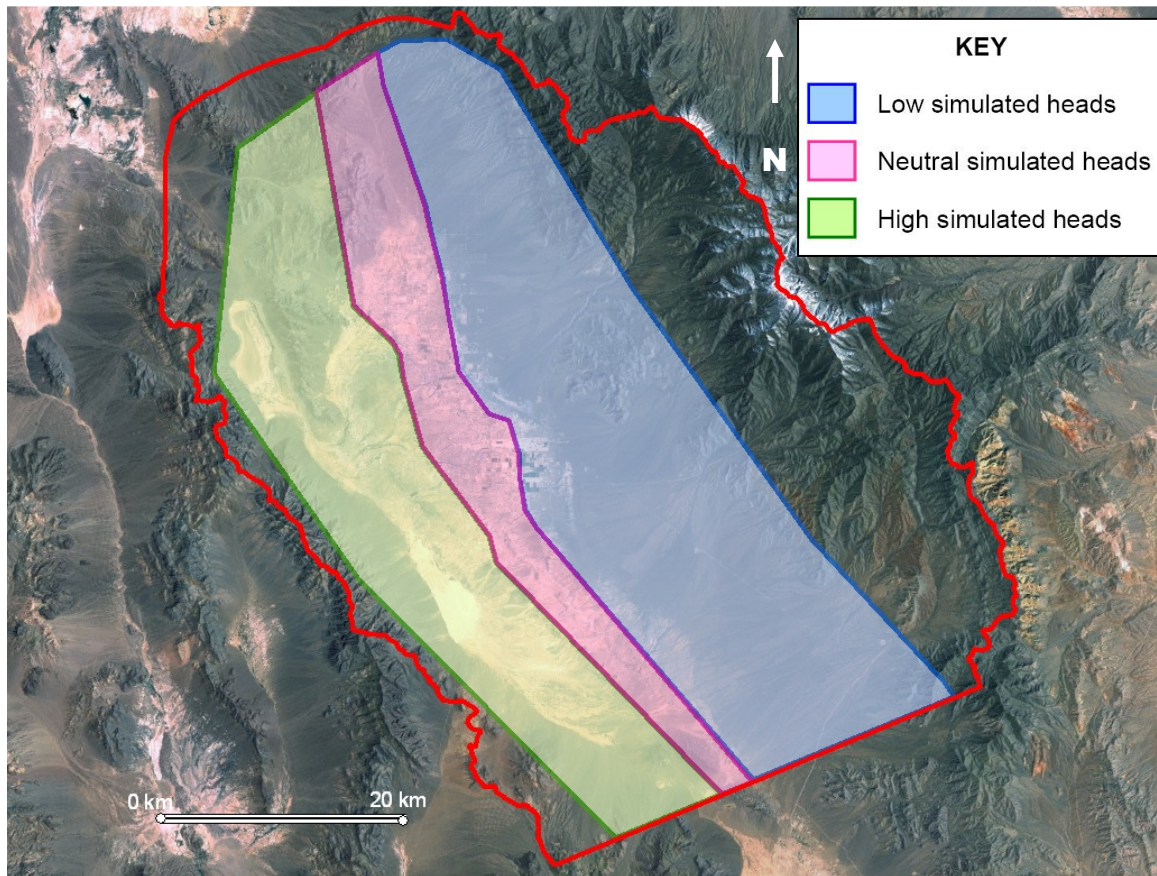 KEY
Low simulated heads
Neutral simulated heads
High simulated heads
N
0 km
20 km